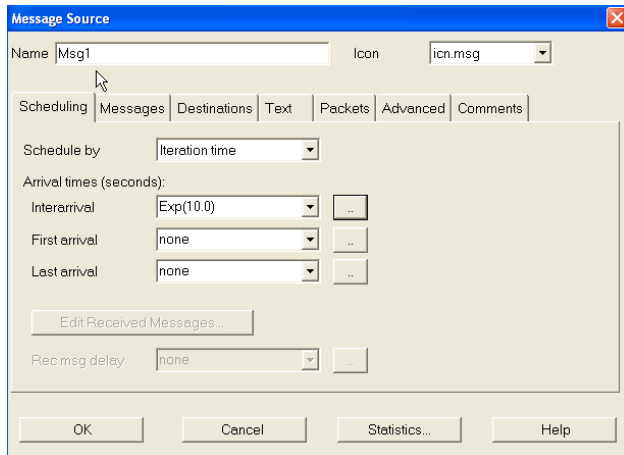 Message Source
Name Msg1 Icon icn.msg
Scheduling Messages Destinations Text Packets Advanced Comments
Schedule by Iteration time
Arrival times (seconds):
Interarrival Exp(10.0) ..
First arrival none ..
Last arrival none ..
Edit Received Messages...
Rec msg delay none ..
OK Cancel Statistics... Help